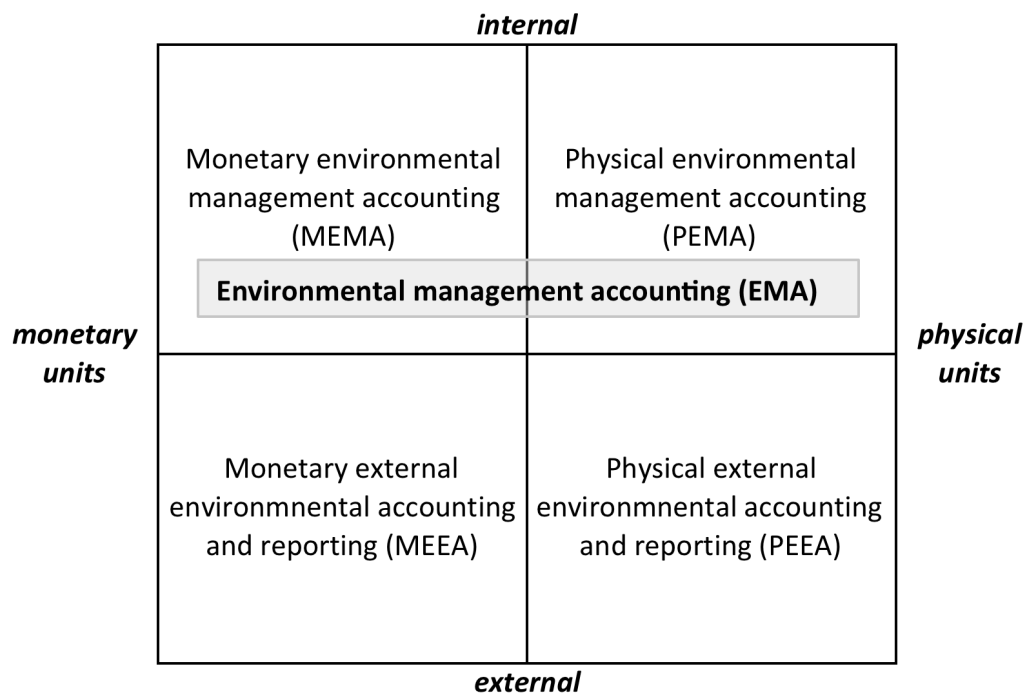 internal
Monetary environmental
management accounting
(MEMA)
Physical environmental
management accounting
(PEMA)
Environmental management accounting (EMA)
monetary
units
physical
units
Monetary external
environmnental accounting
and reporting (MEEA)
Physical external
environmnental accounting
and reporting (PEEA)
external